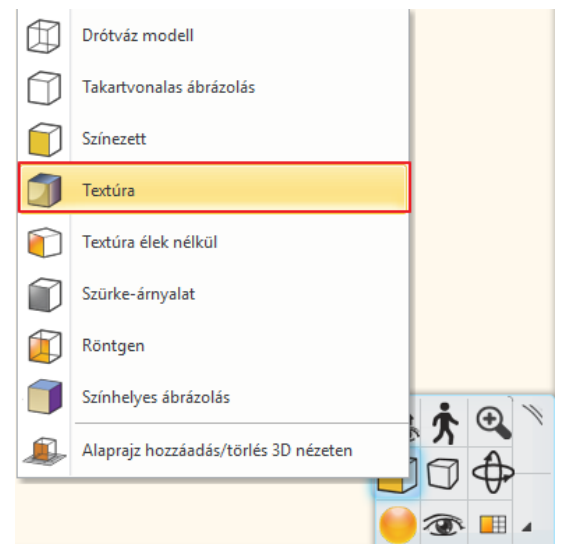 Drótváz modell
Takartvonalas ábrázolás
Színezett
Textúra
Textúra élek nélkül
Szürke-árnyalat
Röntgen
Színhelyes ábrázolás
Alaprajz hozzáadás/törlés 3D nézeten